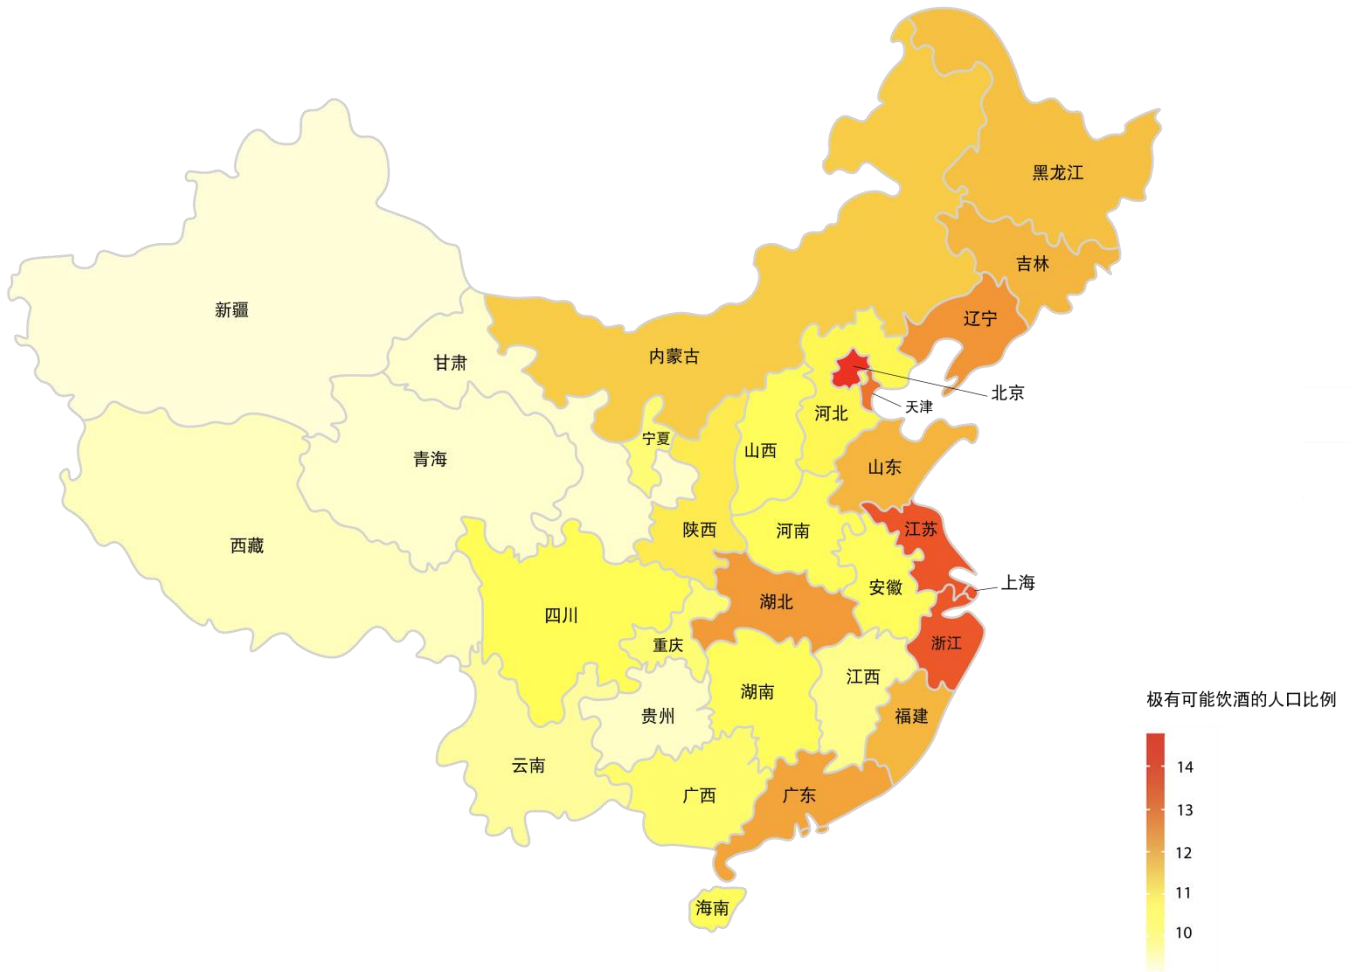 黑龙江
吉林
新疆
辽宁
内蒙古
甘肃
北京
天津
河北
宁夏
山西
青海
山东
陕西
河南
江苏
西藏
上海
安徽
湖北
四川
浙江
重庆
江西
湖南
极有可能饮酒的人口比例
贵州
福建
云南
14
广西
广东
13
12
11
海南
10